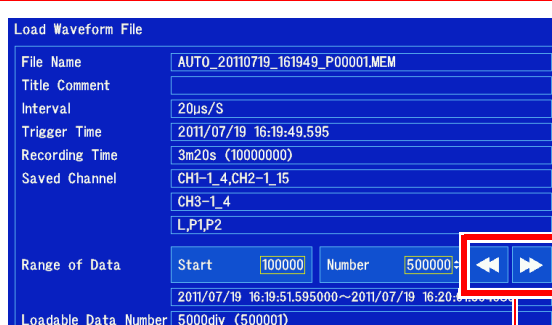 Load Waveform File
File Name AUTO_20110719_161949_P00001.MEM
Title Comment
Interval 20µs/S
Trigger Time 2011/07/19 16:19:49.595
Recording Time 3m20s (10000000)
Saved Channel CH1-1_4,CH2-1_15
CH3-1_4
L,P1,P2
Range of Data Start 100000 Number 500000
2011/07/19 16:19:51.595000～2011/07/19
Loadable Data Number 5000div (500001)